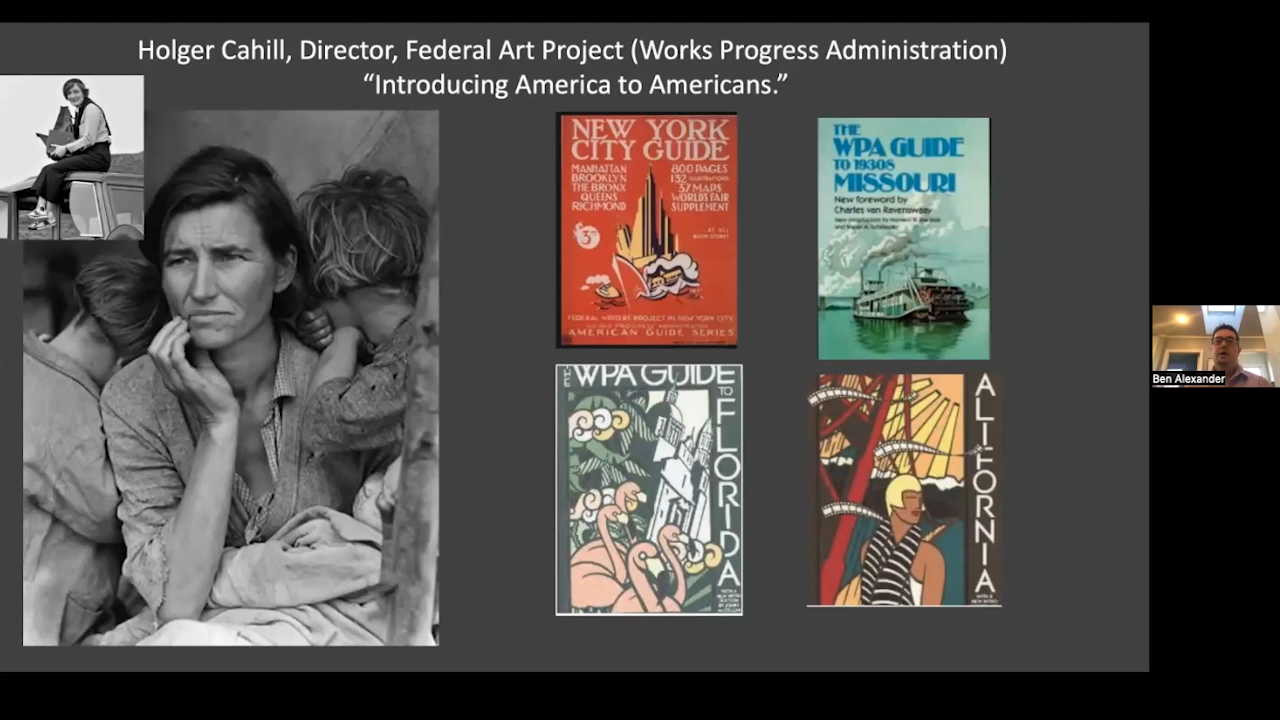 Holger Cahill, Director, Federal Art Project (Works Progress Administration)
“Introducing America to Americans.”
NEW YORK
CITY GUIDE
MANHATTAN
BROOKLYN
THE BRONX
QUEENS
RICHMOND
800 PAGES
132 ILLUSTRATIONS
37 MAPS
WORLDS FAIR
SUPPLEMENT
FEDERAL WRITERS PROJECT IN NEW YORK CITY
AMERICAN GUIDE SERIES
THE
WPA GUIDE
TO 1930S
MISSOURI
New foreword by
Charles van Ravenswaay
THE WPA GUIDE
TO
FLORIDA
ALIFORNIA
Ben Alexander